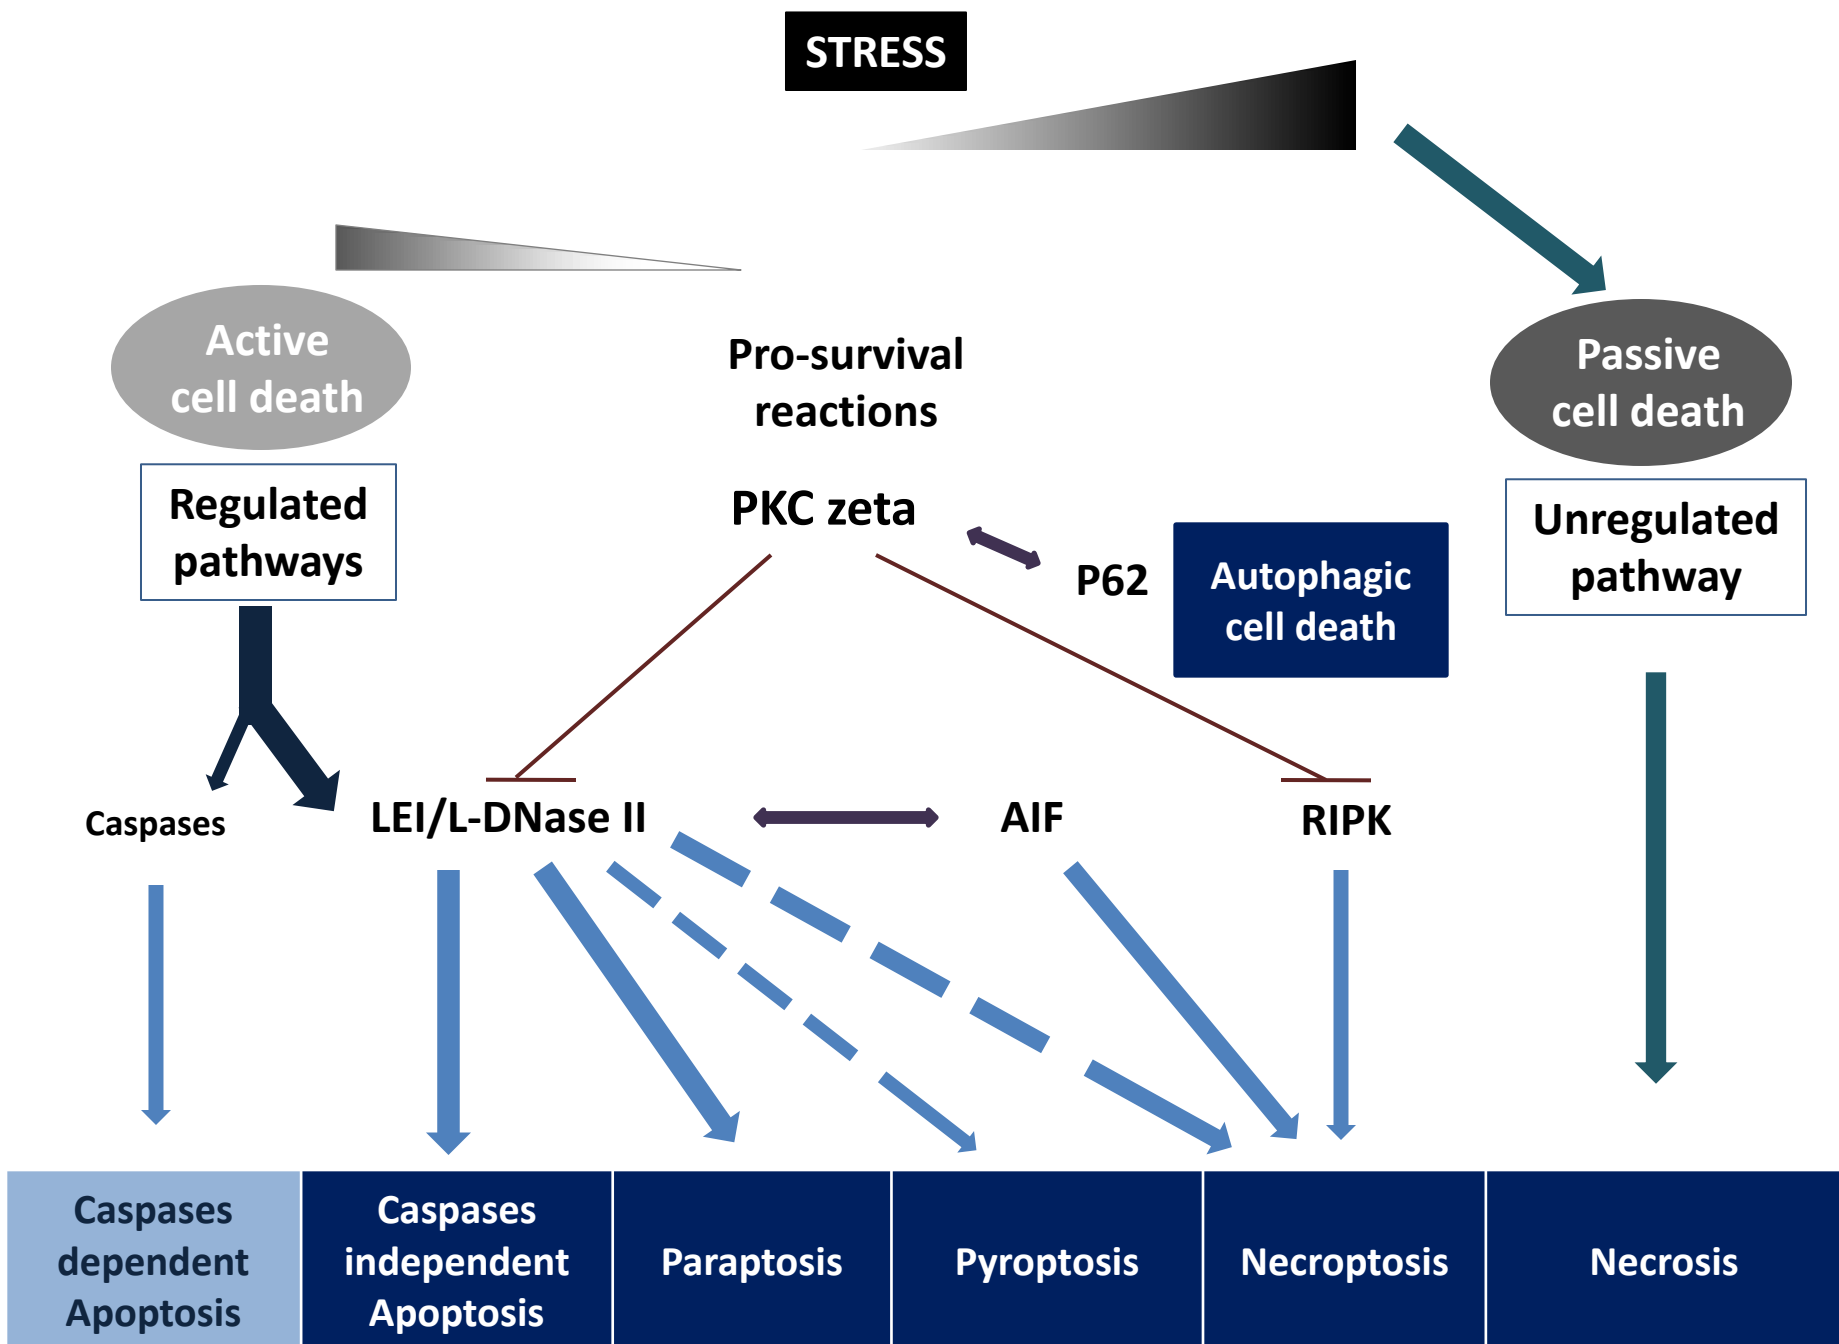 STRESS
Active
cell death
Pro-survival
reactions
Passive
cell death
Regulated
pathways
PKC zeta
P62
Autophagic
cell death
Unregulated
pathway
Caspases
LEI/L-DNase II
AIF
RIPK
Caspases
dependent
Apoptosis
Caspases
independent
Apoptosis
Paraptosis
Pyroptosis
Necroptosis
Necrosis